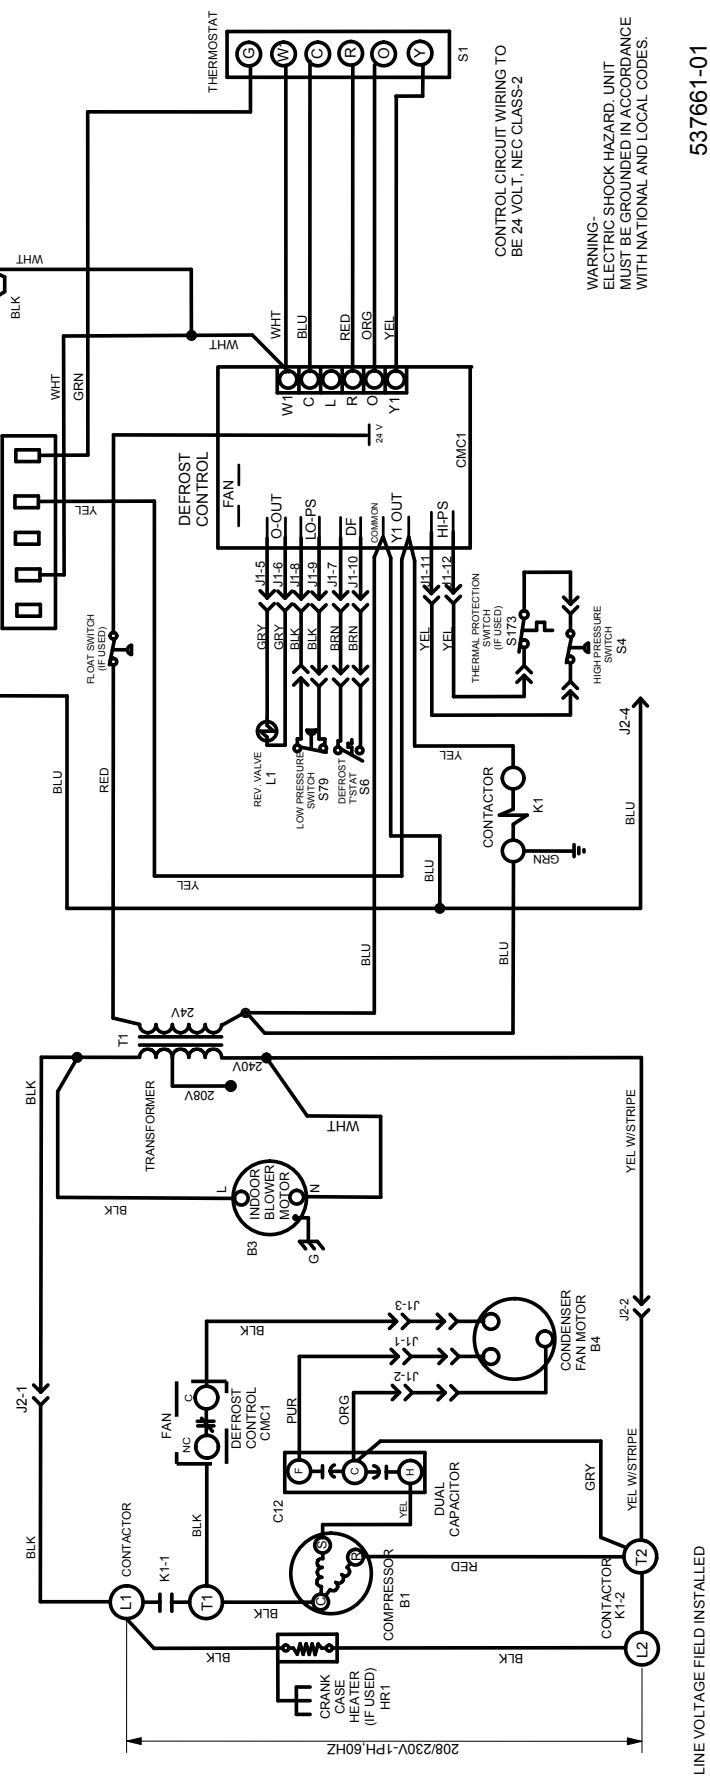 THERMOSTAT
G
W1
C
R
O
Y
S1
CONTROL CIRCUIT WIRING TO
BE 24 VOLT, NEC CLASS-2
WARNING-
ELECTRIC SHOCK HAZARD. UNIT
MUST BE GROUNDED IN ACCORDANCE
WITH NATIONAL AND LOCAL CODES.
537661-01
WHT
BLK
WHT
GRN
WHT
WHT
BLU
RED
ORG
YEL
W1
C
L
R
O
Y1
24 V
CMC1
DEFROST
CONTROL
FAN
O-OUT
LO-PS
DF
COMMON
Y1 OUT
HI-PS
YEL
FLOAT SWITCH
(IF USED)
J1-5
J1-6
J1-8
J1-9
J1-7
J1-10
J1-11
J1-12
GRY
GRY
BLK
BLK
BRN
BRN
YEL
YEL
THERMAL PROTECTION
SWITCH
(IF USED)
S173
HIGH PRESSURE
SWITCH
S4
REV. VALVE
L1
LOW PRESSURE
SWITCH
S79
DEFROST
T'STAT
S6
BLU
RED
YEL
J2-4
CONTACTOR
K1
GRN
BLU
YEL
BLU
BLU
BLU
T1
24V
240V
208V
TRANSFORMER
BLK
BLK
WHT
YEL W/STRIPE
L
INDOOR
BLOWER
MOTOR
N
B3
G
J2-1
J2-2
BLK
J1-3
J1-1
J1-2
CONDENSER
FAN MOTOR
B4
FAN
C
NC
DEFROST
CONTROL
CMC1
PUR
ORG
C12
F
C
H
DUAL
CAPACITOR
YEL
GRY
YEL W/STRIPE
BLK
BLK
CONTACTOR
K1-1
L1
T1
BLK
S
R
C
COMPRESSOR
B1
RED
T2
CONTACTOR
K1-2
L2
BLK
BLK
CRANK
CASE
HEATER
(IF USED)
HR1
208/230V-1PH,60HZ
LINE VOLTAGE FIELD INSTALLED